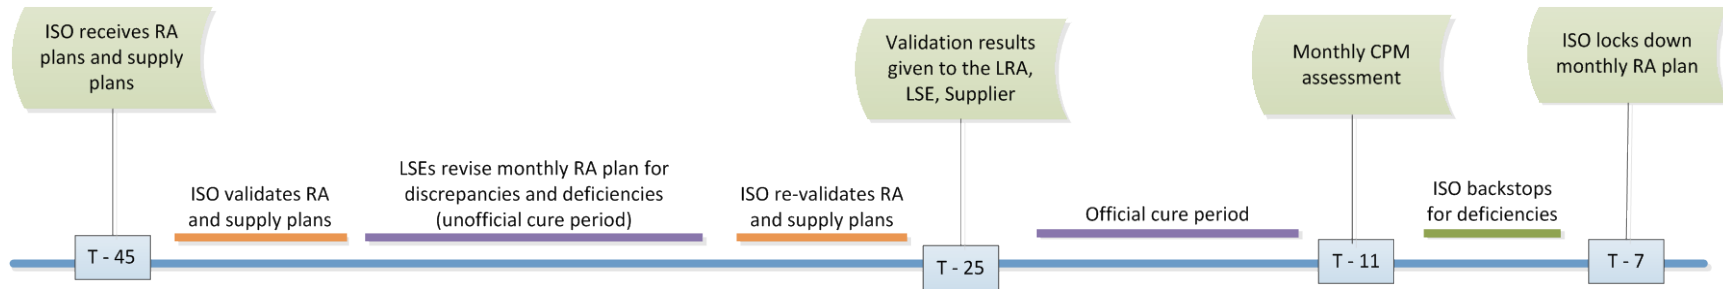 ISO receives RA
plans and supply
plans
Validation results
given to the LRA,
LSE, Supplier
Monthly CPM
assessment
ISO locks down
monthly RA plan
ISO validates RA
and supply plans
LSEs revise monthly RA plan for
discrepancies and deficiencies
(unofficial cure period)
ISO re-validates RA
and supply plans
Official cure period
ISO backstops
for deficiencies
T - 45
T - 25
T - 11
T - 7